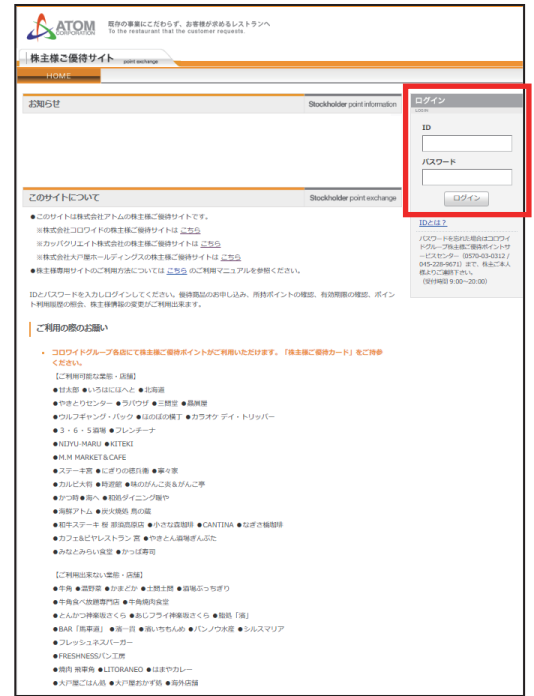 ATOM
CORPORATION
既存の事業にこだわらず、お客様が求めるレストランへ
To the restaurant that the customer requests.
株主様ご優待サイト point exchange
HOME
お知らせ
Stockholder point information
ログイン
LOGIN
ID
パスワード
ログイン
IDとは？
パスワードを忘れた場合はコロワイ
ドグループ株主様ご優待ポイントサ
ービスセンター（0570-03-0312 /
045-228-9671）まで、株主ご本人
様よりご連絡下さい。
（受付時間 9:00~20:00）
このサイトについて
Stockholder point exchange
●このサイトは株式会社アトムの株主様ご優待サイトです。
※株式会社コロワイドの株主様ご優待サイトは こちら
※カッパクリエイト株式会社の株主様ご優待サイトは こちら
※株式会社大戸屋ホールディングスの株主様ご優待サイトは こちら
●株主様専用サイトのご利用方法については こちら のご利用マニュアルを参照ください。
IDとパスワードを入力しログインしてください。優待商品のお申し込み、所持ポイントの確認、有効期限の確認、ポイン
ト利用履歴の照会、株主様情報の変更がご利用出来ます。
ご利用の際のお願い
• コロワイドグループ各店にて株主様ご優待ポイントがご利用いただけます。「株主様ご優待カード」をご持参
ください。
【ご利用可能な業態・店舗】
●甘太郎 ●いろはにほへと ●北海道
●やきとりセンター ●ラパウザ ●三間堂 ●贔屓屋
●ウルフギャング・パック ●ほのぼの横丁 ●カラオケ デイ・トリッパー
●３・６・５酒場 ●フレンチーナ
●NIJYU-MARU ●KITEKI
●M.M MARKET＆CAFE
●ステーキ宮 ●にぎりの徳兵衛 ●寧々家
●カルビ大将 ●時遊館 ●味のがんこ炎＆がんこ亭
●かつ時 ●海へ ●和処ダイニング暖や
●海鮮アトム ●炭火焼処 鳥の蔵
●和牛ステーキ 桜 那須高原店 ●小さな森珈琲 ●CANTINA ●なぎさ橋珈琲
●カフェ&ビヤレストラン 宮 ●やきとん酒場ぎんぶた
●みなとみらい食堂 ●かっぱ寿司
【ご利用出来ない業態・店舗】
●牛角 ●温野菜 ●かまどか ●土間土間 ●酒場ぶっちぎり
●牛角食べ放題専門店 ●牛角焼肉食堂
●とんかつ神楽坂さくら ●あじフライ神楽坂さくら ●鮨処「濱」
●BAR「馬車道」 ●濱一貫 ●濱いちもんめ ●パンノウ水産 ●シルスマリア
●フレッシュネスバーガー
●FRESHNESSパン工房
●焼肉 飛車角 ●LITORANEO ●はまやカレー
●大戸屋ごはん処 ●大戸屋おかず処 ●海外店舗